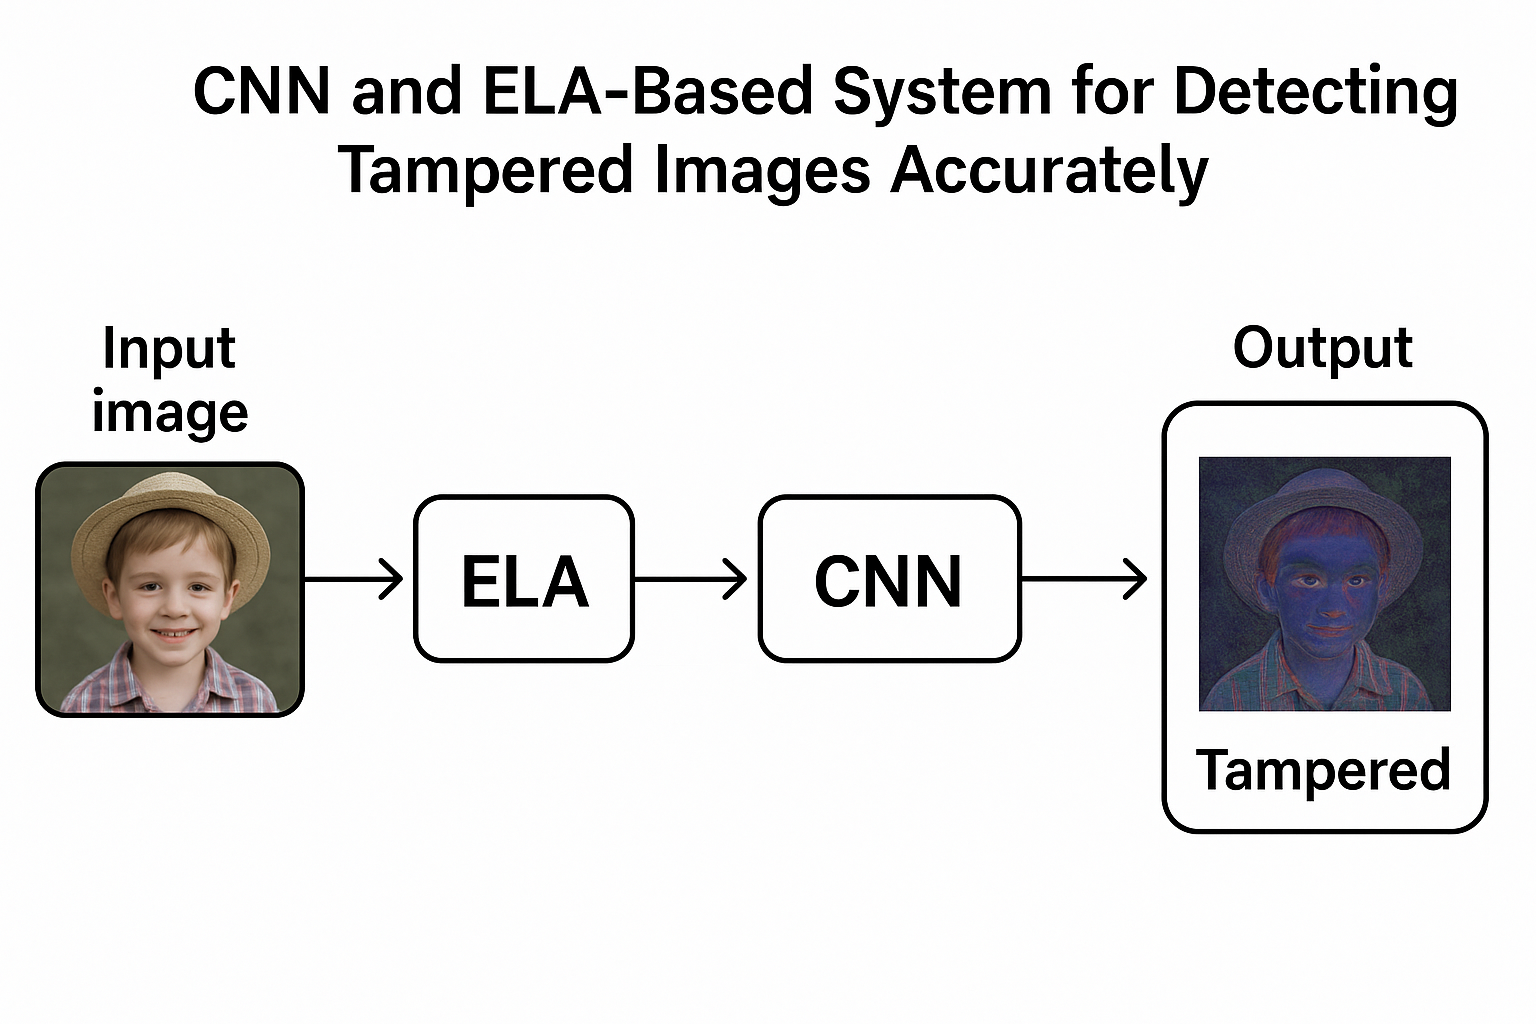 CNN and ELA-Based System for Detecting
Tampered Images Accurately
Input
image
ELA
CNN
Output
Tampered